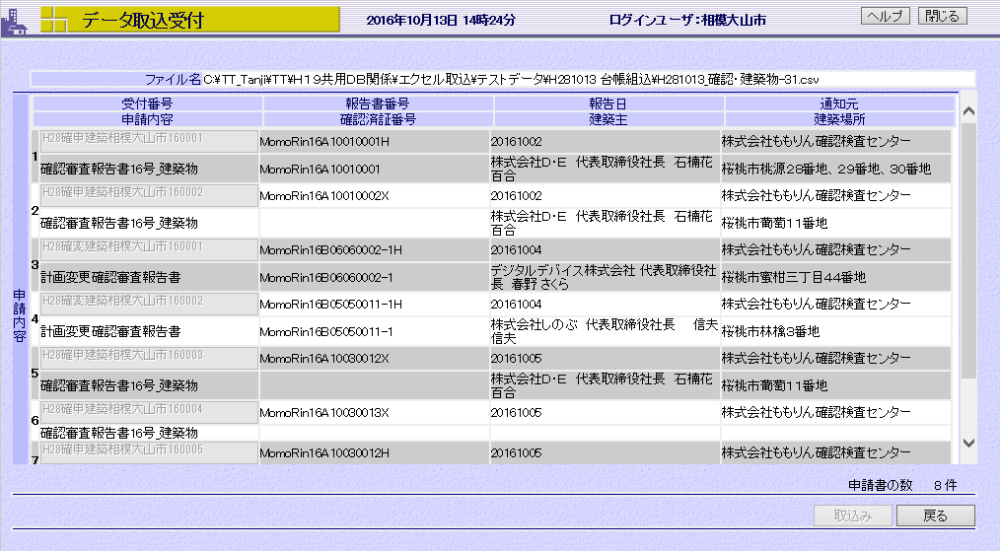 データ取込受付
2016年10月13日 14時24分
ログインユーザ：相模大山市
ヘルプ
閉じる
ファイル名 C:¥TT_Tanji¥TT¥H19共用DB関係¥エクセル取込¥テストデータ¥H281013 台帳組込¥H281013_確認・建築物-31.csv
受付番号 報告書番号 報告日 通知元
申請内容 確認済証番号 建築主 建築場所
申請内容
1
H28確申建築相模大山市160001 MomoRin16A10010001H 20161002 株式会社ももりん確認検査センター
確認審査報告書16号_建築物 MomoRin16A10010001 株式会社D・E 代表取締役社長 石楠花 百合 桜桃市桃源28番地、29番地、30番地
2
H28確申建築相模大山市160002 MomoRin16A10010002X 20161002 株式会社ももりん確認検査センター
確認審査報告書16号_建築物 株式会社D・E 代表取締役社長 石楠花 百合 桜桃市葡萄11番地
3
H28確変建築相模大山市160001 MomoRin16B06060002-1H 20161004 株式会社ももりん確認検査センター
計画変更確認審査報告書 MomoRin16B06060002-1 デジタルデバイス株式会社 代表取締役社長 春野 さくら 桜桃市蜜柑三丁目44番地
4
H28確変建築相模大山市160002 MomoRin16B05050011-1H 20161004 株式会社ももりん確認検査センター
計画変更確認審査報告書 MomoRin16B05050011-1 株式会社しのぶ 代表取締役社長 信夫 信夫 桜桃市林檎3番地
5
H28確申建築相模大山市160003 MomoRin16A10030012X 20161005 株式会社ももりん確認検査センター
確認審査報告書16号_建築物 株式会社D・E 代表取締役社長 石楠花 百合 桜桃市葡萄11番地
6
H28確申建築相模大山市160004 MomoRin16A10030013X 20161005 株式会社ももりん確認検査センター
確認審査報告書16号_建築物
7
H28確申建築相模大山市160005 MomoRin16A10030012H 20161005 株式会社ももりん確認検査センター
申請書の数 8 件
取込み
戻る